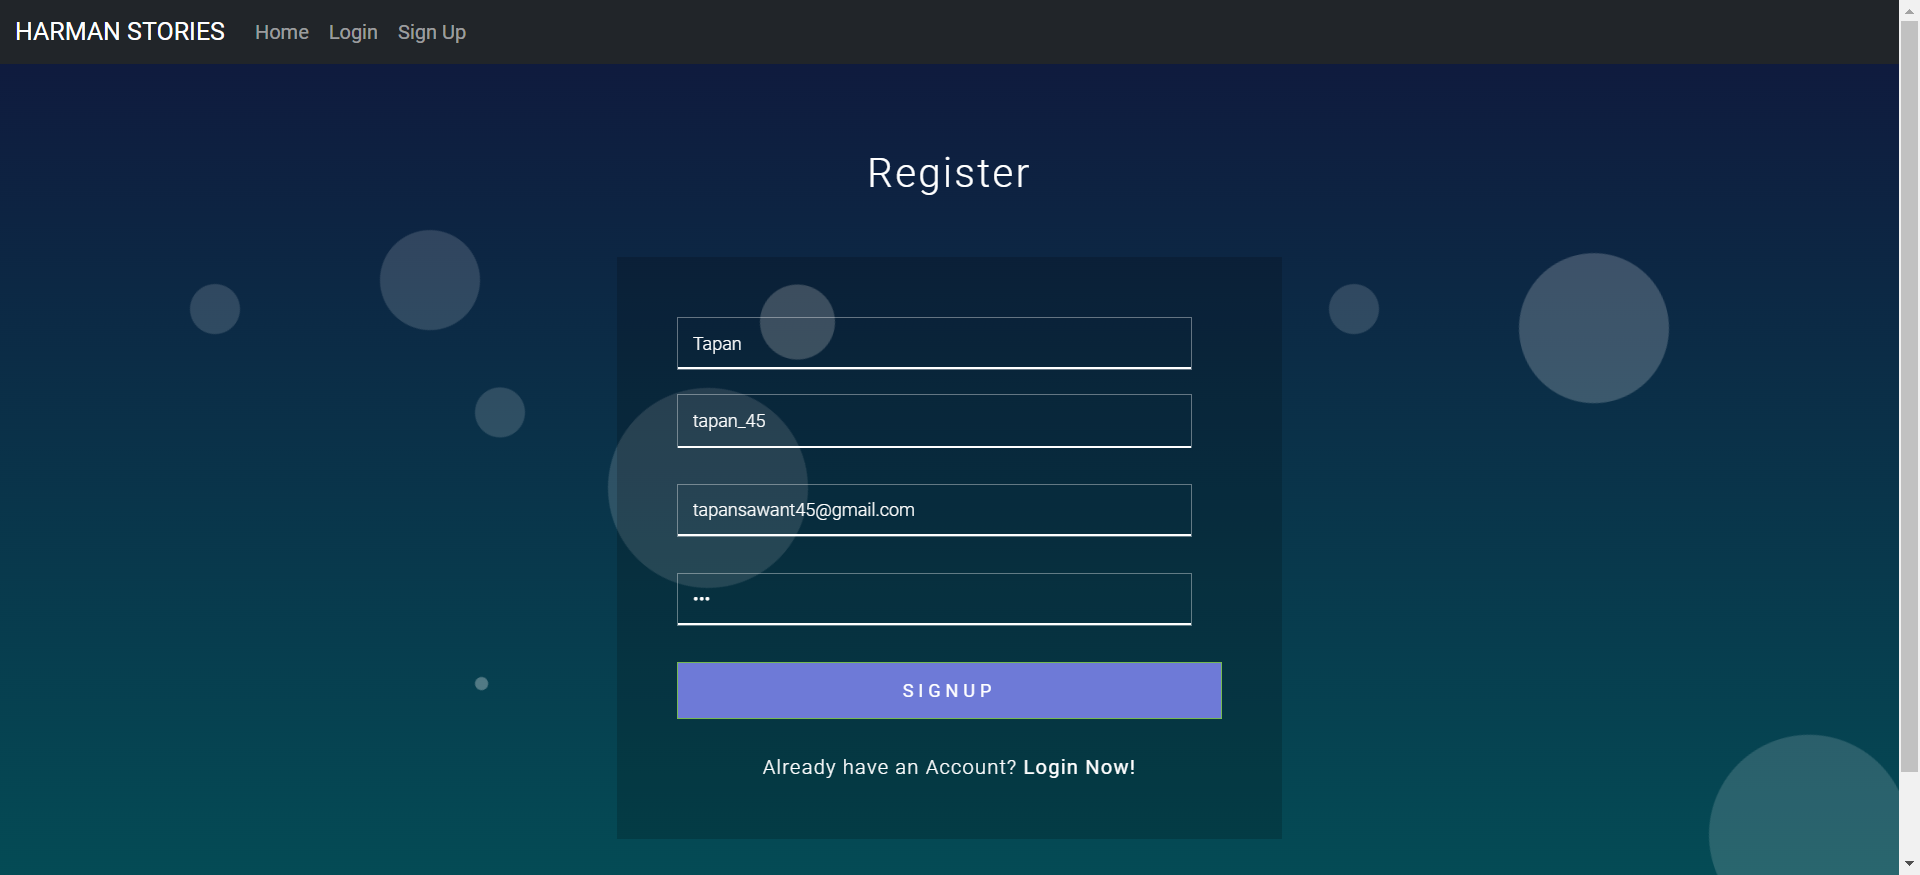 HARMAN STORIES Home Login Sign Up
Register
Tapan
tapan_45
tapansawant45@gmail.com
•••
SIGNUP
Already have an Account? Login Now!